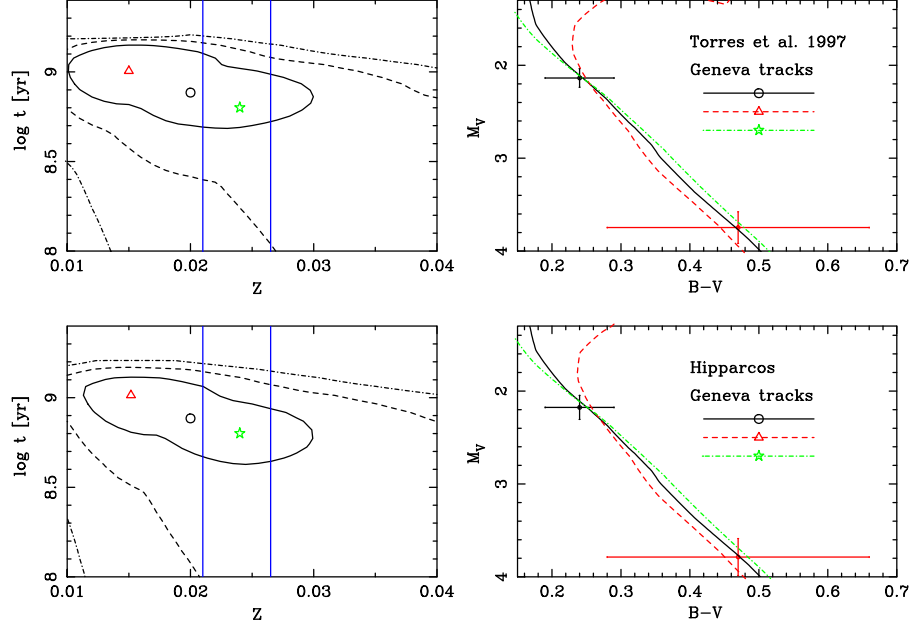 log t [yr]
9
8.5
8
0.01
0.02
0.03
0.04
Z
M_V
2
3
4
0.2
0.3
0.4
0.5
0.6
0.7
B−V
Torres et al. 1997
Geneva tracks
log t [yr]
9
8.5
8
0.01
0.02
0.03
0.04
Z
M_V
2
3
4
0.2
0.3
0.4
0.5
0.6
0.7
B−V
Hipparcos
Geneva tracks